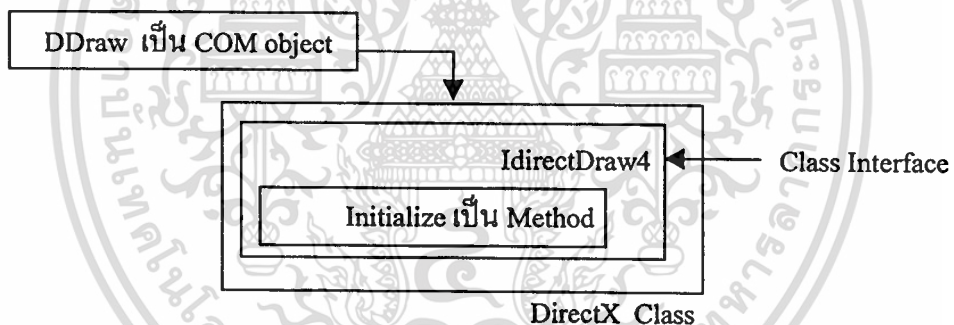 DDraw เป็น COM object
IdirectDraw4
Class Interface
Initialize เป็น Method
DirectX Class